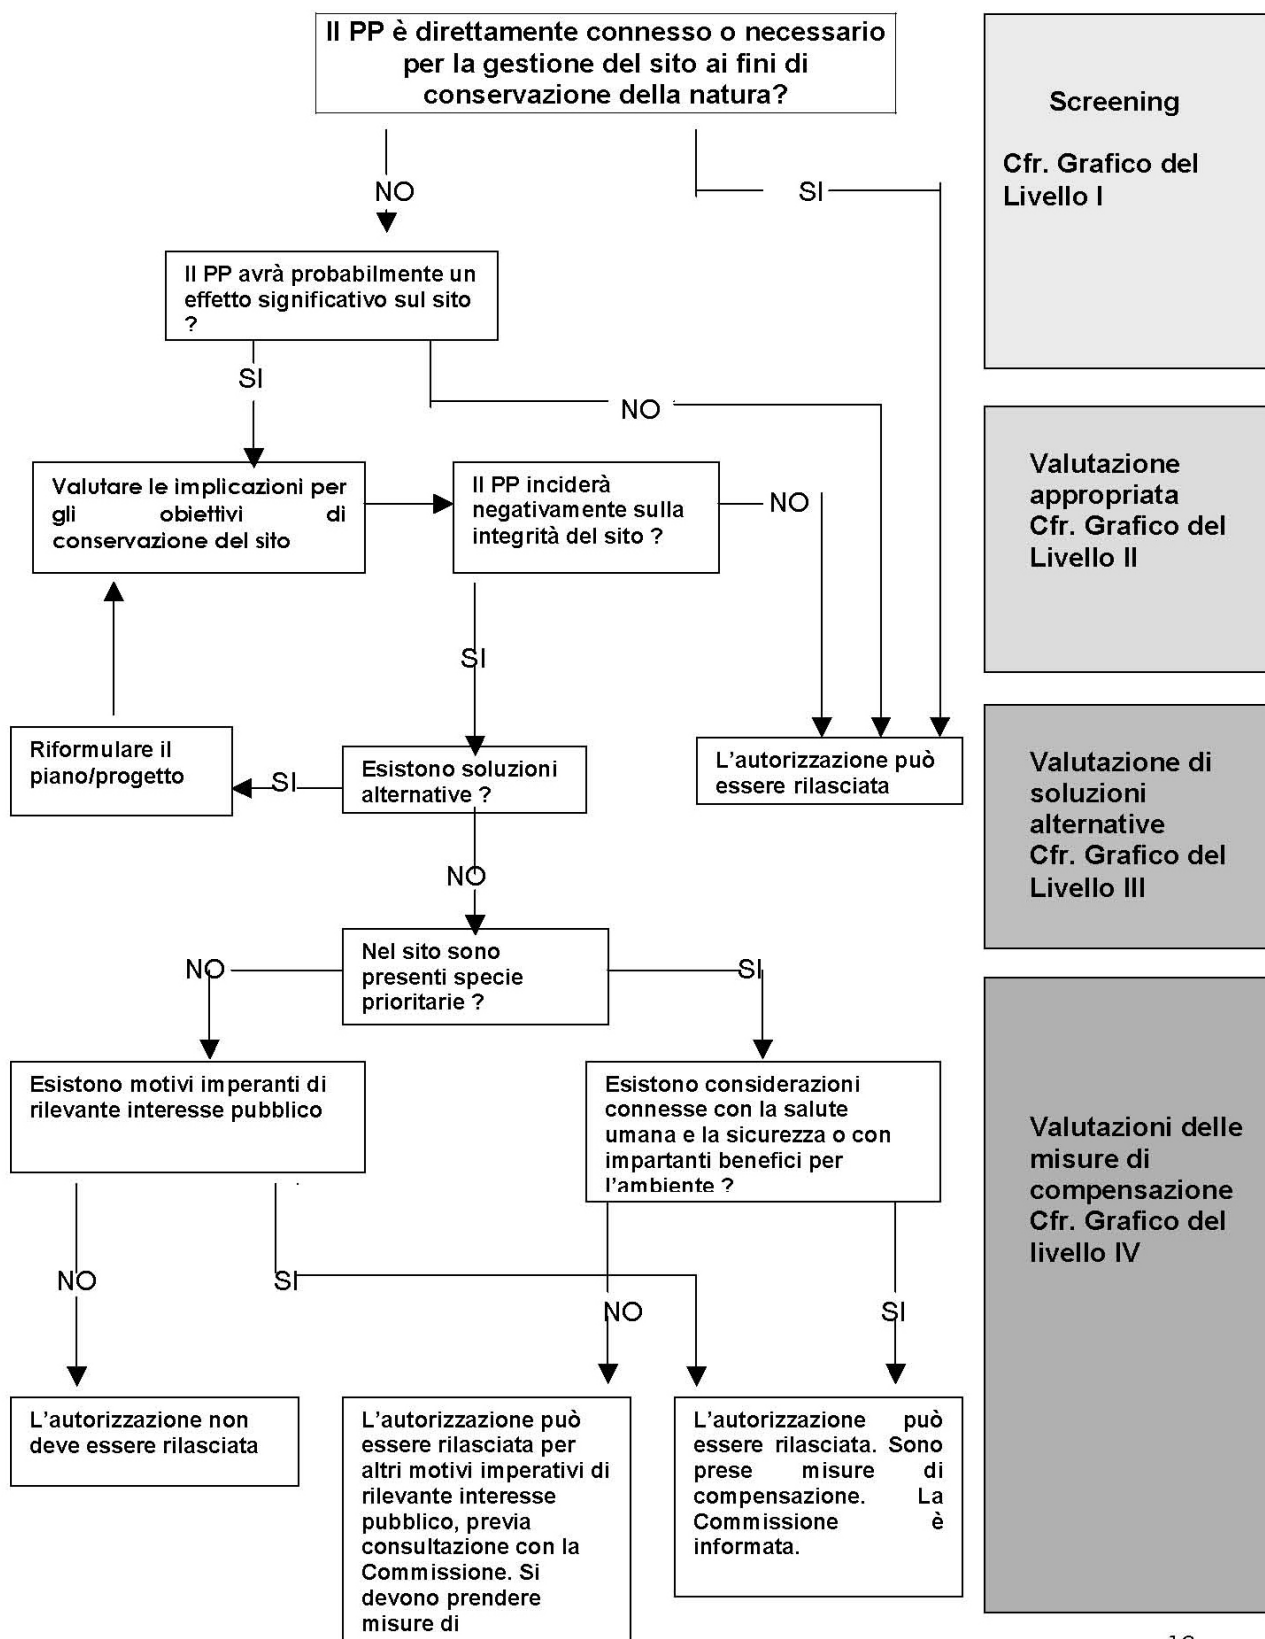 Il PP è direttamente connesso o necessario
per la gestione del sito ai fini di
conservazione della natura?
Screening
Cfr. Grafico del
Livello I
NO
SI
Il PP avrà probabilmente un
effetto significativo sul sito
?
SI
NO
Valutazione
appropriata
Cfr. Grafico del
Livello II
Valutare le implicazioni per
gli obiettivi di
conservazione del sito
Il PP inciderà
negativamente sulla
integrità del sito ?
NO
SI
Riformulare il
piano/progetto
SI
Esistono soluzioni
alternative ?
L'autorizzazione può
essere rilasciata
Valutazione di
soluzioni
alternative
Cfr. Grafico del
Livello III
NO
Nel sito sono
presenti specie
prioritarie ?
NO
SI
Esistono motivi imperanti di
rilevante interesse pubblico
Esistono considerazioni
connesse con la salute
umana e la sicurezza o con
impartanti benefici per
l'ambiente ?
Valutazioni delle
misure di
compensazione
Cfr. Grafico del
livello IV
NO
SI
NO
SI
L'autorizzazione non
deve essere rilasciata
L'autorizzazione può
essere rilasciata per
altri motivi imperativi di
rilevante interesse
pubblico, previa
consultazione con la
Commissione. Si
devono prendere
misure di
L'autorizzazione può
essere rilasciata. Sono
prese misure di
compensazione. La
Commissione è
informata.